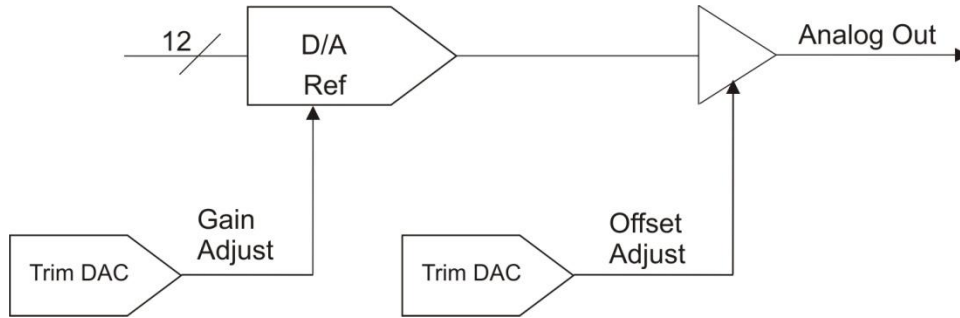 12
D/A
Ref
Analog Out
Gain
Adjust
Offset
Adjust
Trim DAC
Trim DAC